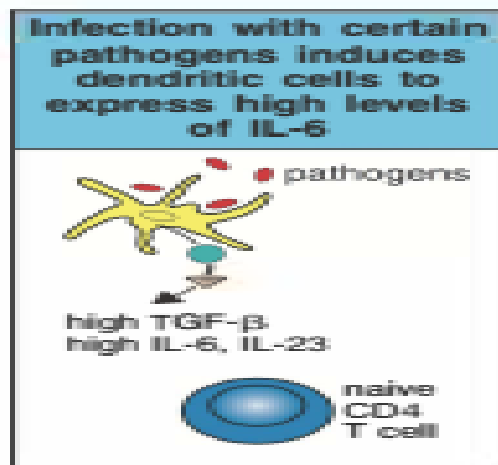 Infection with certain
pathogens induces
dendritic cells to
express high levels
of IL-6
pathogens
high TGF-β
high IL-6, IL-23
naive
CD4
T cell